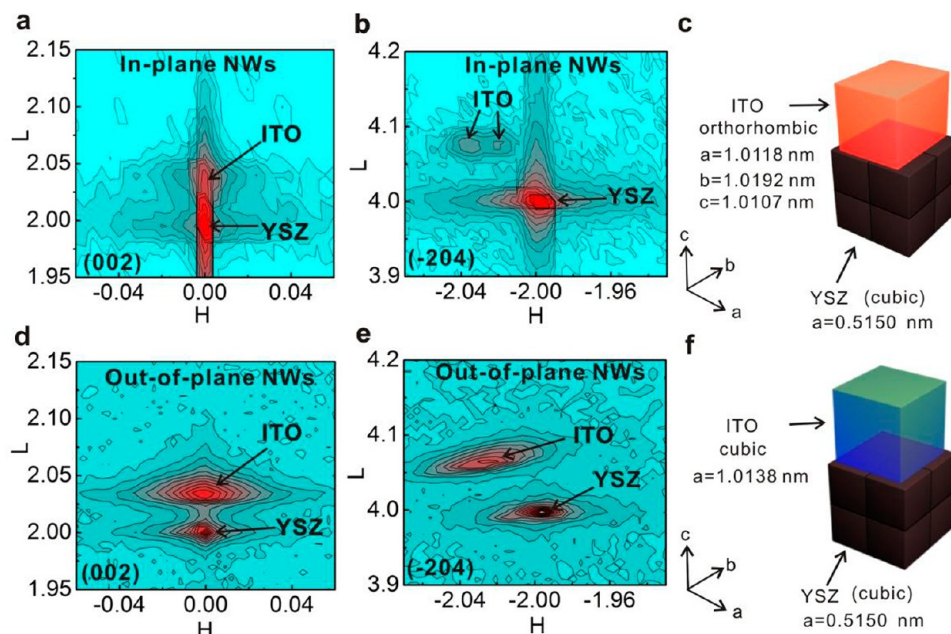 a
2.15
2.10
2.05
2.00
1.95
L
In-plane NWs
ITO
YSZ
(002)
-0.04
0.00
0.04
H
b
4.2
4.1
4.0
3.9
L
In-plane NWs
ITO
YSZ
(-204)
-2.04
-2.00
-1.96
H
c
ITO
orthorhombic
a=1.0118 nm
b=1.0192 nm
c=1.0107 nm
c
b
a
YSZ (cubic)
a=0.5150 nm
d
2.15
2.10
2.05
2.00
1.95
L
Out-of-plane NWs
ITO
YSZ
(002)
-0.04
0.00
0.04
H
e
4.2
4.1
4.0
3.9
L
Out-of-plane NWs
ITO
YSZ
(-204)
-2.04
-2.00
-1.96
H
f
ITO
cubic
a=1.0138 nm
c
b
a
YSZ (cubic)
a=0.5150 nm